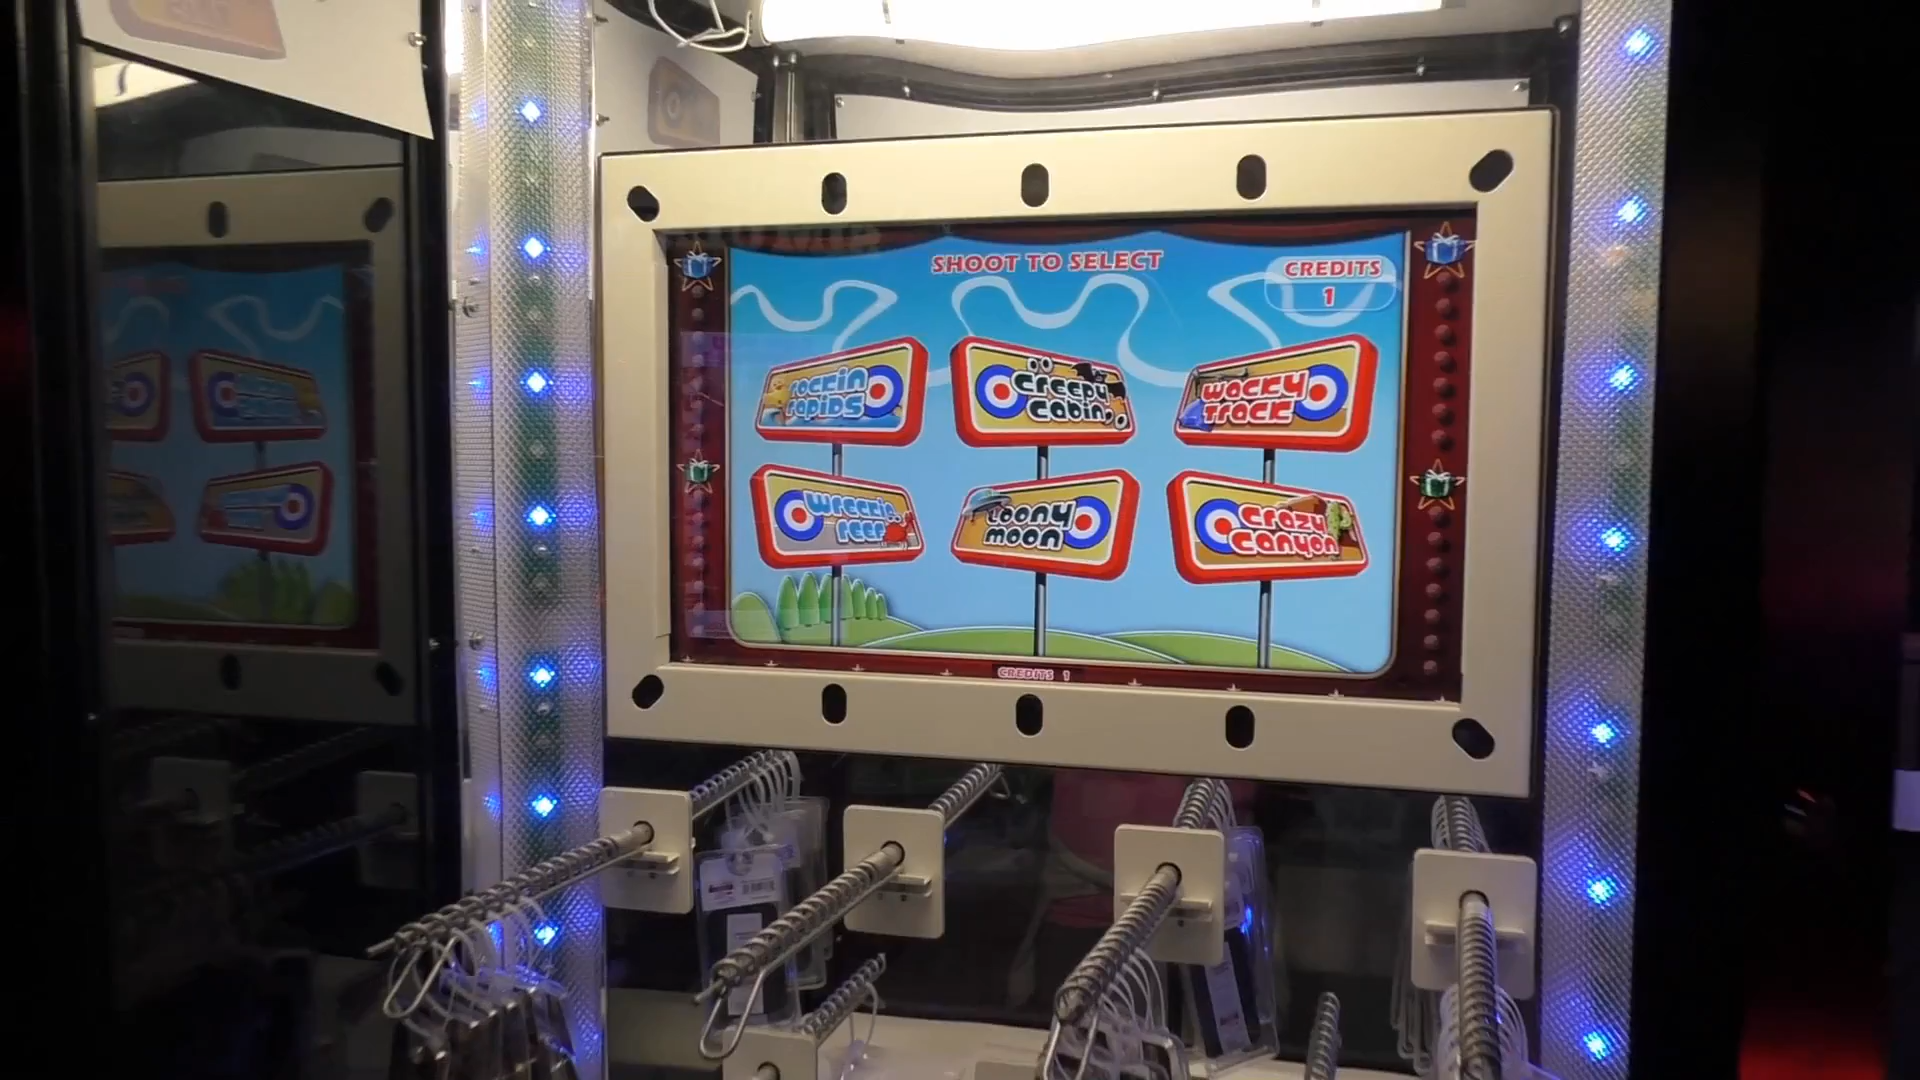 SHOOT TO SELECT
CREDITS
1
rockin
rapids
creepy
cabin
wacky
track
wreckie
reef
loony
moon
crazy
canyon
CREDITS 1